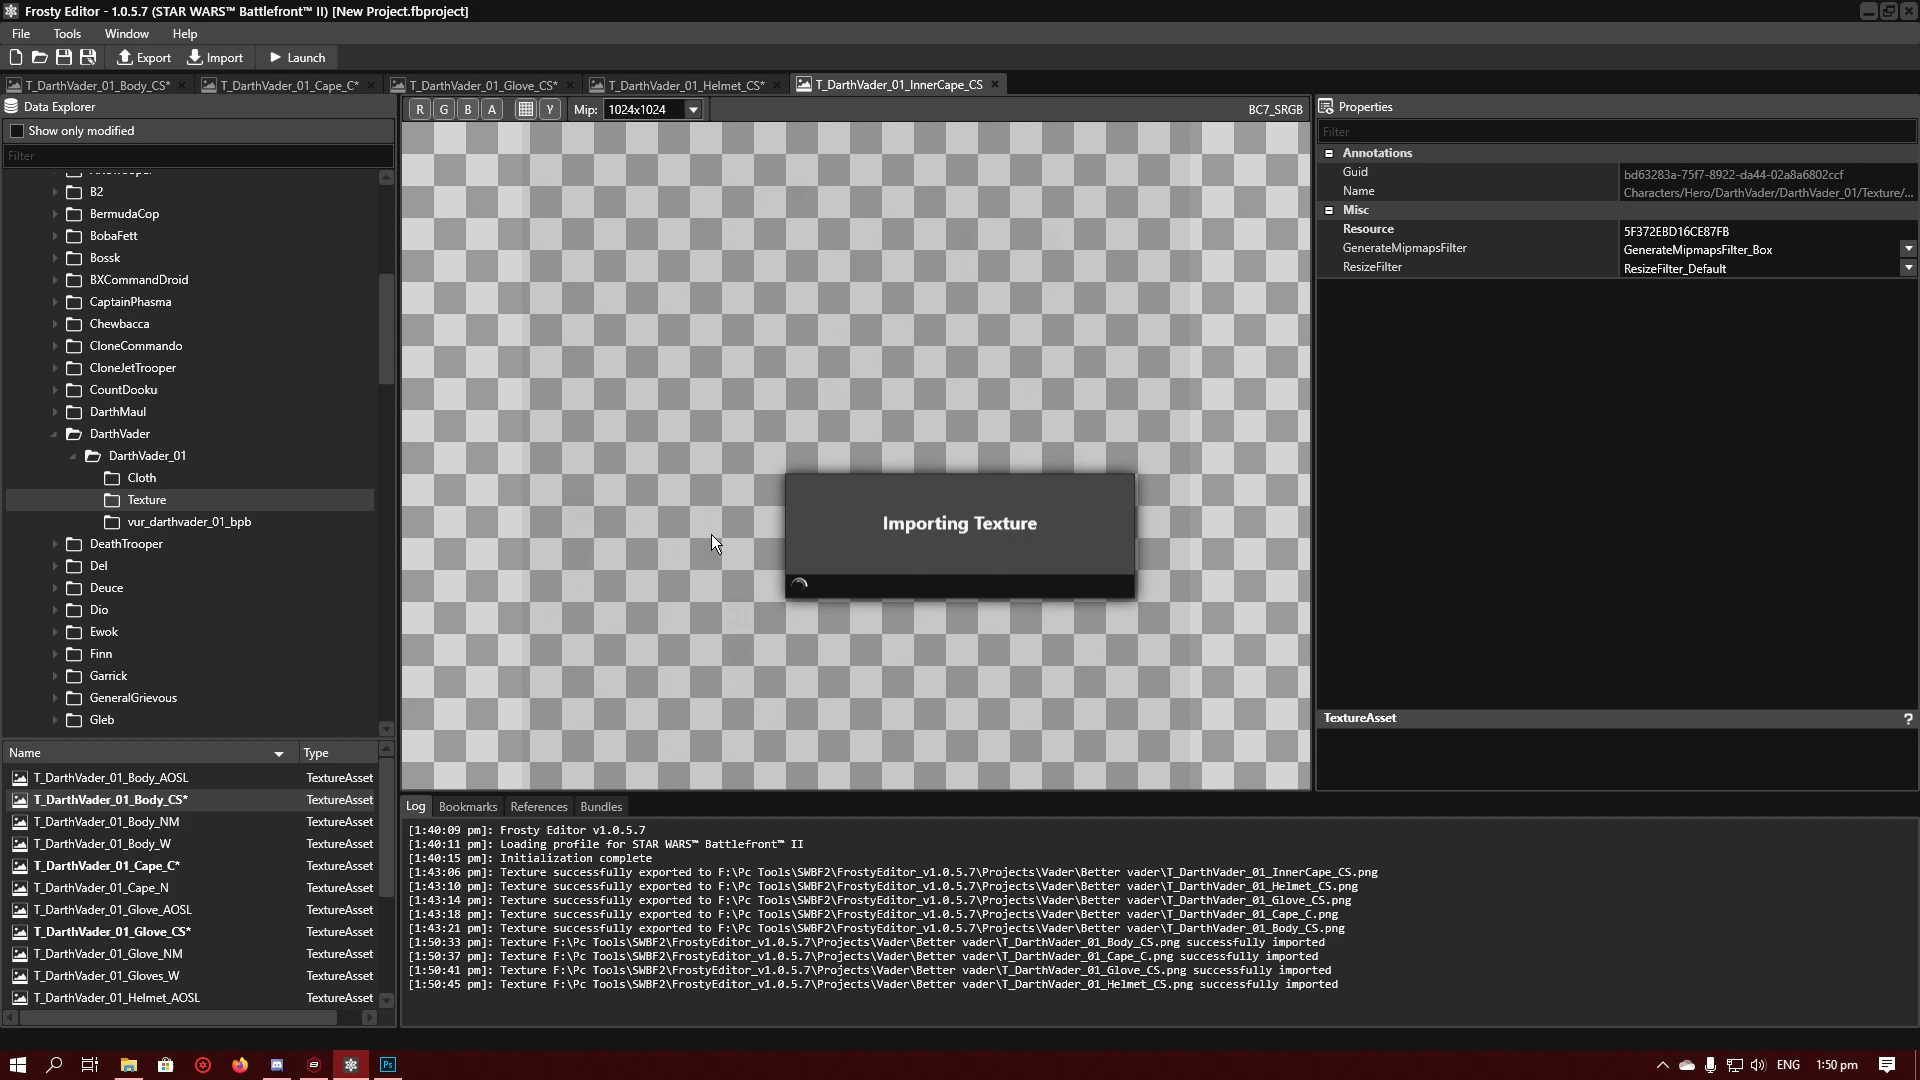 Frosty Editor - 1.0.5.7 (STAR WARS™ Battlefront™ II) [New Project.fbproject]
File Tools Window Help
Export Import Launch
T_DarthVader_01_Body_CS* T_DarthVader_01_Cape_C* T_DarthVader_01_Glove_CS* T_DarthVader_01_Helmet_CS* T_DarthVader_01_InnerCape_CS
Data Explorer
Show only modified
Filter
B2
BermudaCop
BobaFett
Bossk
BXCommandDroid
CaptainPhasma
Chewbacca
CloneCommando
CloneJetTrooper
CountDooku
DarthMaul
DarthVader
DarthVader_01
Cloth
Texture
vur_darthvader_01_bpb
DeathTrooper
Del
Deuce
Dio
Ewok
Finn
Garrick
GeneralGrievous
Gleb
Name Type
T_DarthVader_01_Body_AOSL TextureAsset
T_DarthVader_01_Body_CS* TextureAsset
T_DarthVader_01_Body_NM TextureAsset
T_DarthVader_01_Body_W TextureAsset
T_DarthVader_01_Cape_C* TextureAsset
T_DarthVader_01_Cape_N TextureAsset
T_DarthVader_01_Glove_AOSL TextureAsset
T_DarthVader_01_Glove_CS* TextureAsset
T_DarthVader_01_Glove_NM TextureAsset
T_DarthVader_01_Gloves_W TextureAsset
T_DarthVader_01_Helmet_AOSL TextureAsset
R G B A Y Mip: 1024x1024 BC7_SRGB
Importing Texture
Properties
Filter
Annotations
Guid bd63283a-75f7-8922-da44-02a8a6802ccf
Name Characters/Hero/DarthVader/DarthVader_01/Texture/...
Misc
Resource 5F372EBD16CE87FB
GenerateMipmapsFilter GenerateMipmapsFilter_Box
ResizeFilter ResizeFilter_Default
TextureAsset ?
Log Bookmarks References Bundles
[1:40:09 pm]: Frosty Editor v1.0.5.7
[1:40:11 pm]: Loading profile for STAR WARS™ Battlefront™ II
[1:40:15 pm]: Initialization complete
[1:43:06 pm]: Texture successfully exported to F:\Pc Tools\SWBF2\FrostyEditor_v1.0.5.7\Projects\Vader\Better vader\T_DarthVader_01_InnerCape_CS.png
[1:43:10 pm]: Texture successfully exported to F:\Pc Tools\SWBF2\FrostyEditor_v1.0.5.7\Projects\Vader\Better vader\T_DarthVader_01_Helmet_CS.png
[1:43:14 pm]: Texture successfully exported to F:\Pc Tools\SWBF2\FrostyEditor_v1.0.5.7\Projects\Vader\Better vader\T_DarthVader_01_Glove_CS.png
[1:43:18 pm]: Texture successfully exported to F:\Pc Tools\SWBF2\FrostyEditor_v1.0.5.7\Projects\Vader\Better vader\T_DarthVader_01_Cape_C.png
[1:43:21 pm]: Texture successfully exported to F:\Pc Tools\SWBF2\FrostyEditor_v1.0.5.7\Projects\Vader\Better vader\T_DarthVader_01_Body_CS.png
[1:50:33 pm]: Texture F:\Pc Tools\SWBF2\FrostyEditor_v1.0.5.7\Projects\Vader\Better vader\T_DarthVader_01_Body_CS.png successfully imported
[1:50:37 pm]: Texture F:\Pc Tools\SWBF2\FrostyEditor_v1.0.5.7\Projects\Vader\Better vader\T_DarthVader_01_Cape_C.png successfully imported
[1:50:41 pm]: Texture F:\Pc Tools\SWBF2\FrostyEditor_v1.0.5.7\Projects\Vader\Better vader\T_DarthVader_01_Glove_CS.png successfully imported
[1:50:45 pm]: Texture F:\Pc Tools\SWBF2\FrostyEditor_v1.0.5.7\Projects\Vader\Better vader\T_DarthVader_01_Helmet_CS.png successfully imported
Ps ENG 1:50 pm